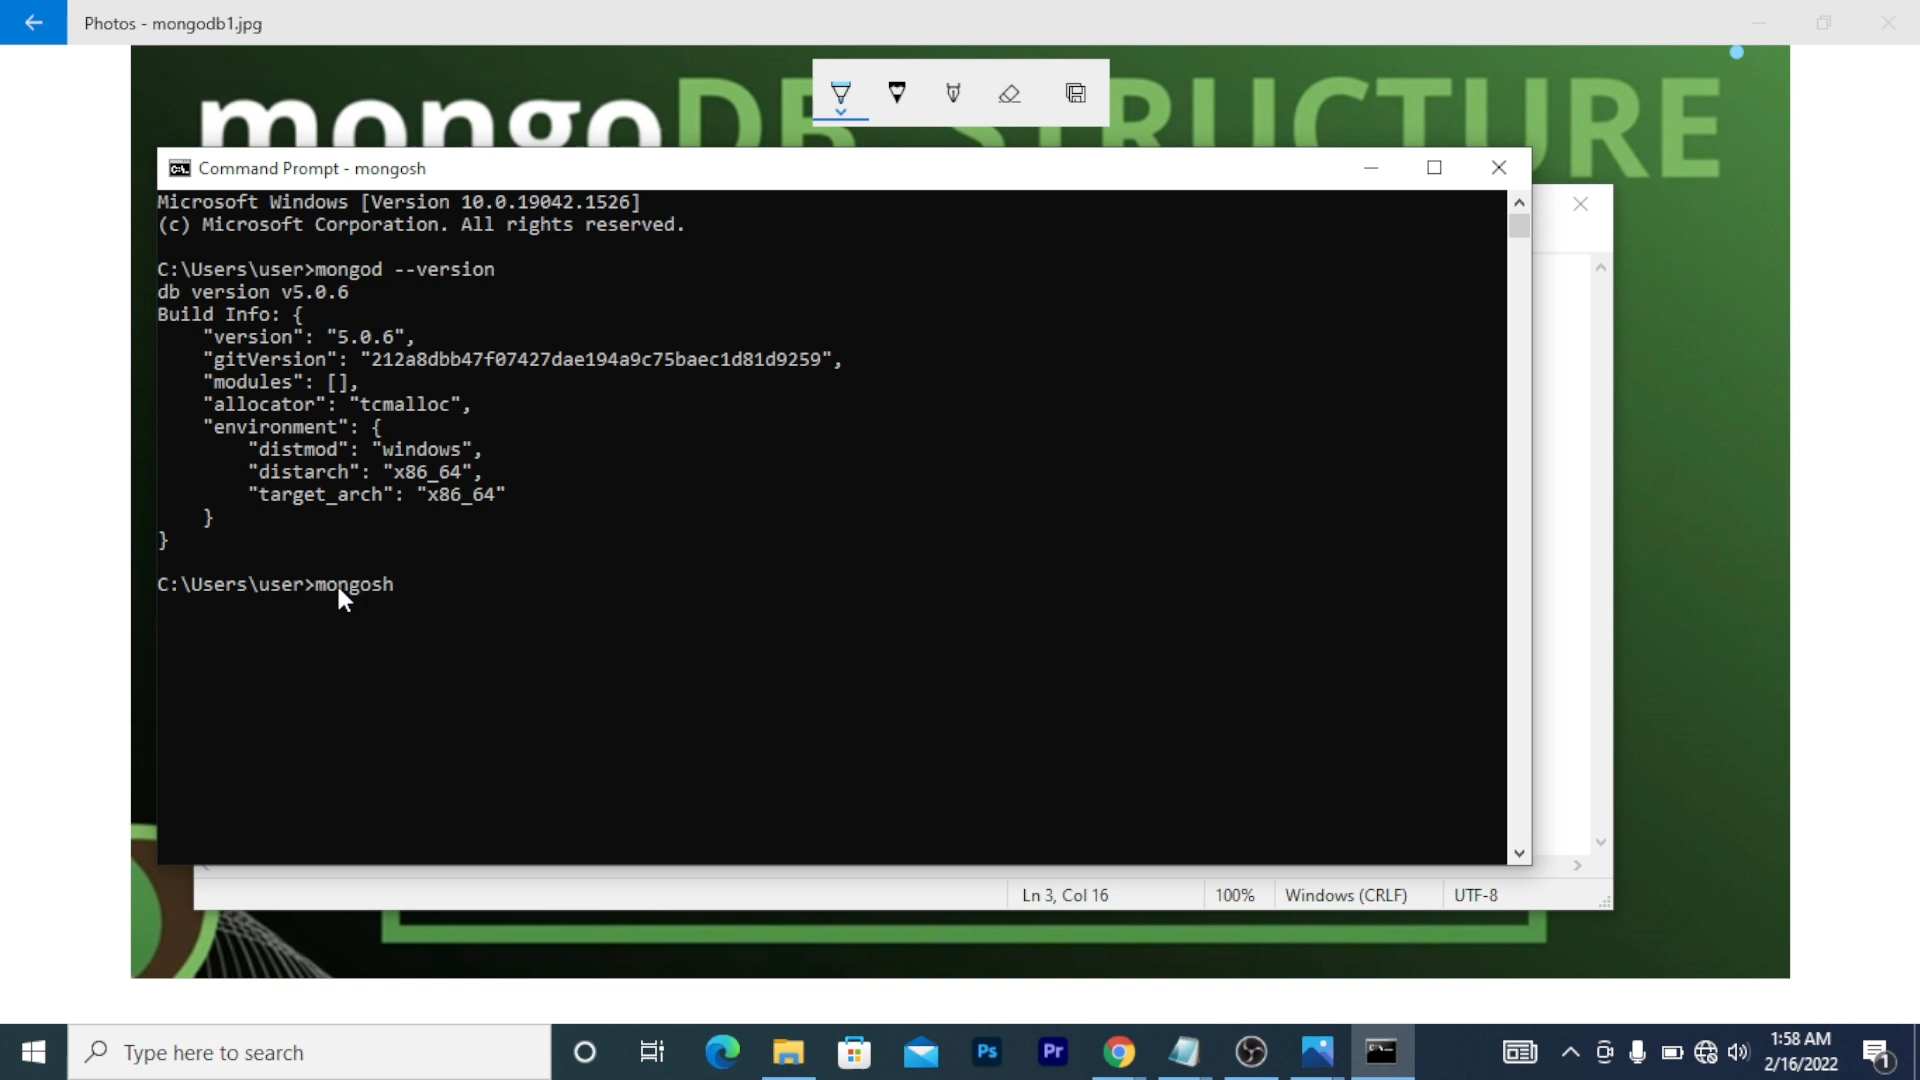 Photos - mongodb1.jpg
mongoDB STRUCTURE
Command Prompt - mongosh
Microsoft Windows [Version 10.0.19042.1526]
(c) Microsoft Corporation. All rights reserved.
C:\Users\user>mongod --version
db version v5.0.6
Build Info: {
    "version": "5.0.6",
    "gitVersion": "212a8dbb47f07427dae194a9c75baec1d81d9259",
    "modules": [],
    "allocator": "tcmalloc",
    "environment": {
        "distmod": "windows",
        "distarch": "x86_64",
        "target_arch": "x86_64"
    }
}
C:\Users\user>mongosh
Ln 3, Col 16
100%
Windows (CRLF)
UTF-8
Type here to search
Ps
Pr
1:58 AM
2/16/2022
1